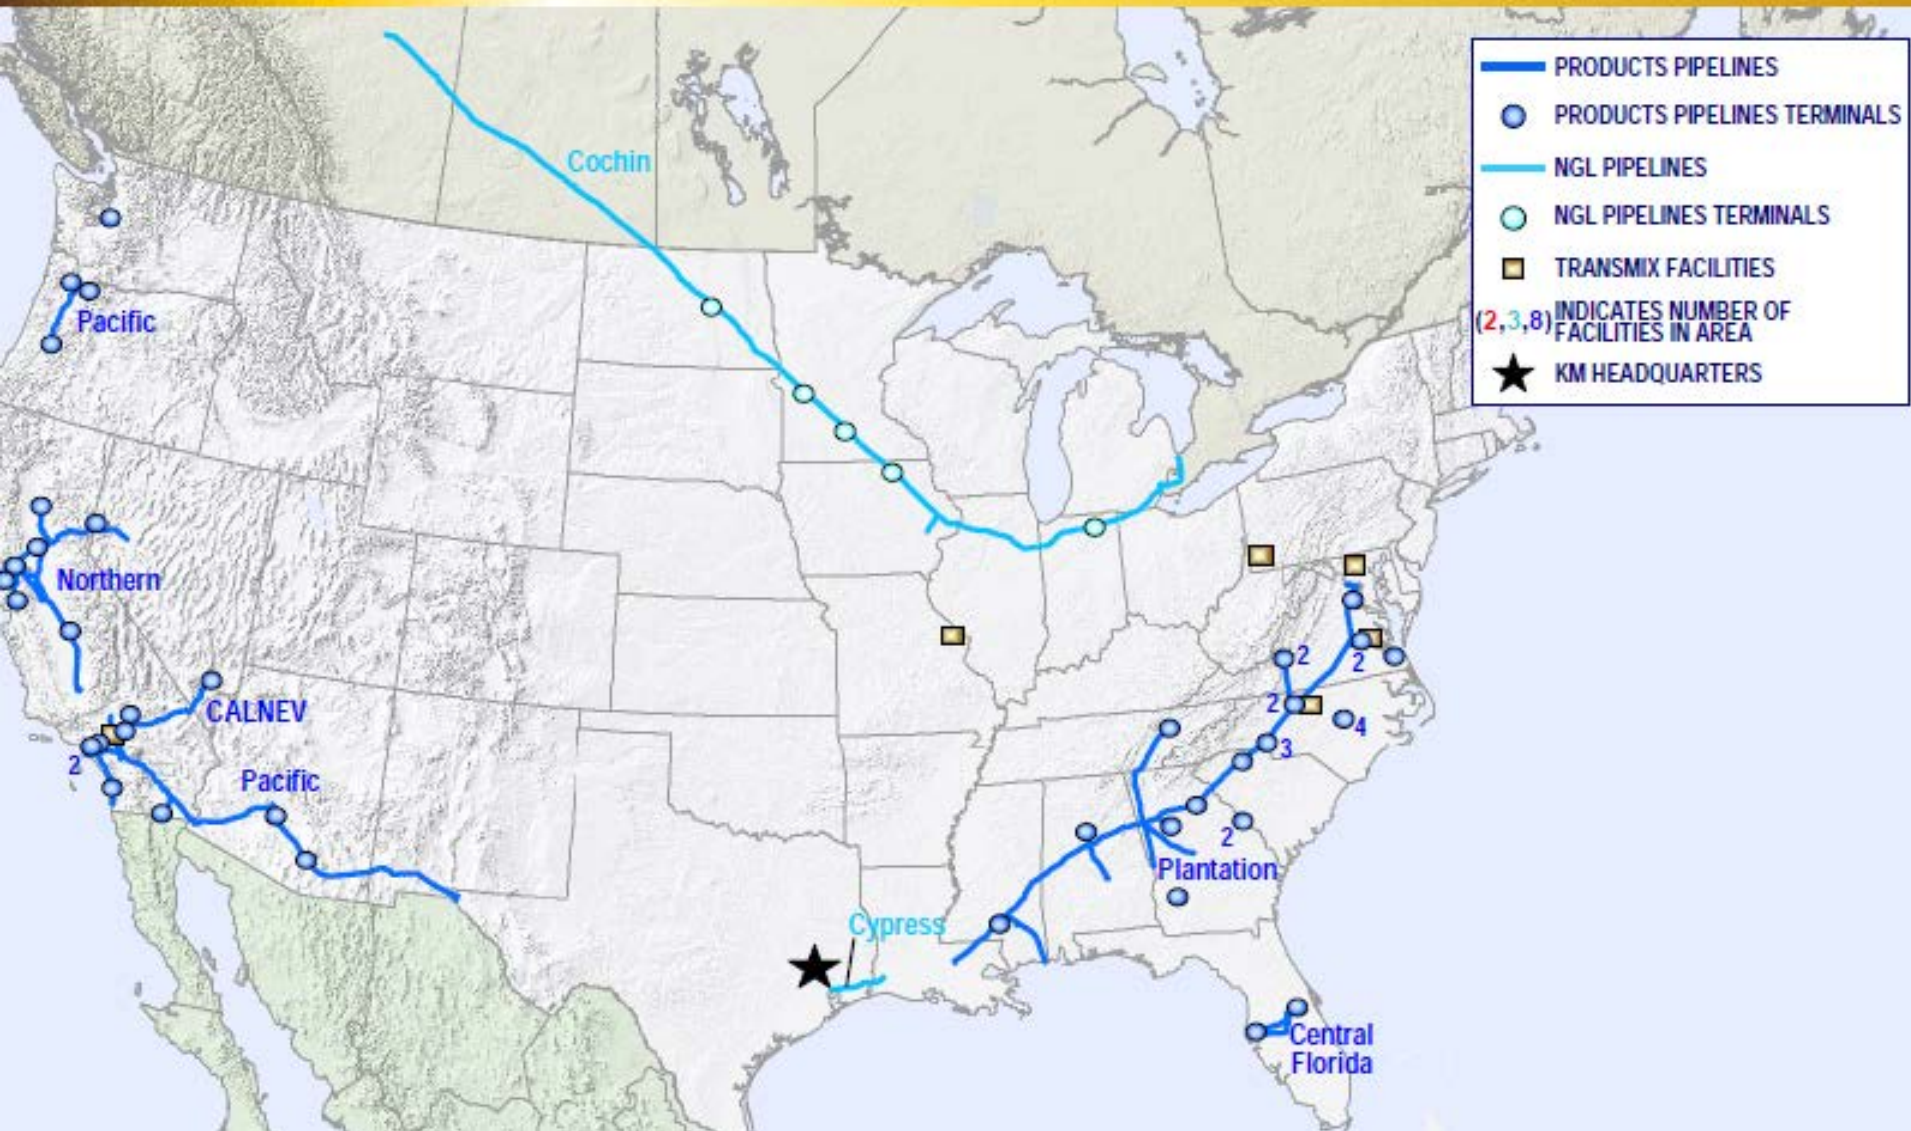 PRODUCTS PIPELINES
PRODUCTS PIPELINES TERMINALS
NGL PIPELINES
NGL PIPELINES TERMINALS
TRANSMIX FACILITIES
(2,3,8) INDICATES NUMBER OF
FACILITIES IN AREA
KM HEADQUARTERS
Cochin
Pacific
Northern
CALNEV
2
Pacific
2
2
2
4
3
2
Plantation
Cypress
Central
Florida